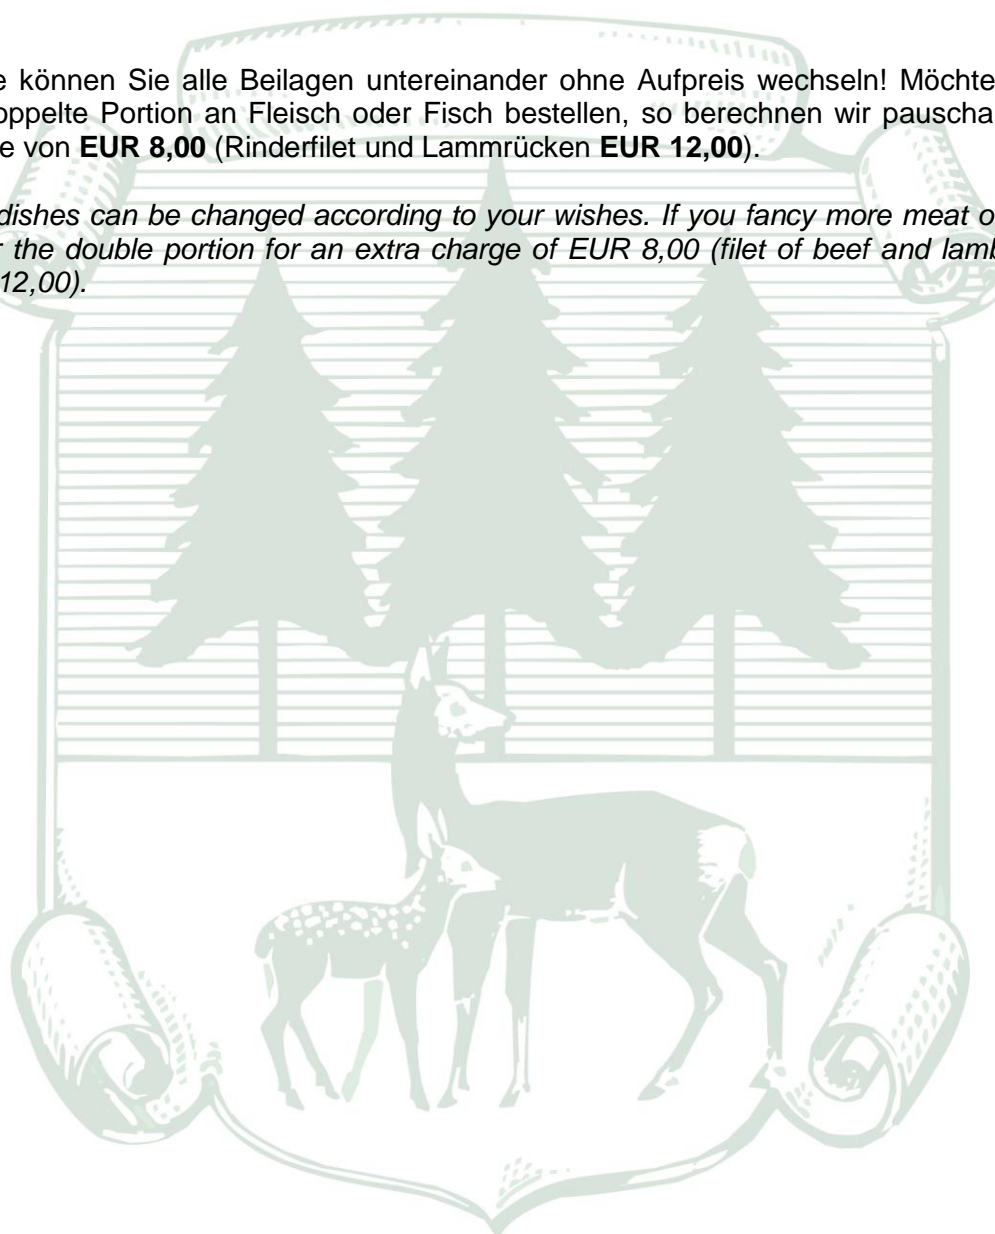 können Sie alle Beilagen untereinander ohne Aufpreis wechseln! Möchte
oppelte Portion an Fleisch oder Fisch bestellen, so berechnen wir pauscha
e von EUR 8,00 (Rinderfilet und Lammrücken EUR 12,00).
dishes can be changed according to your wishes. If you fancy more meat o
the double portion for an extra charge of EUR 8,00 (filet of beef and lamb
12,00).